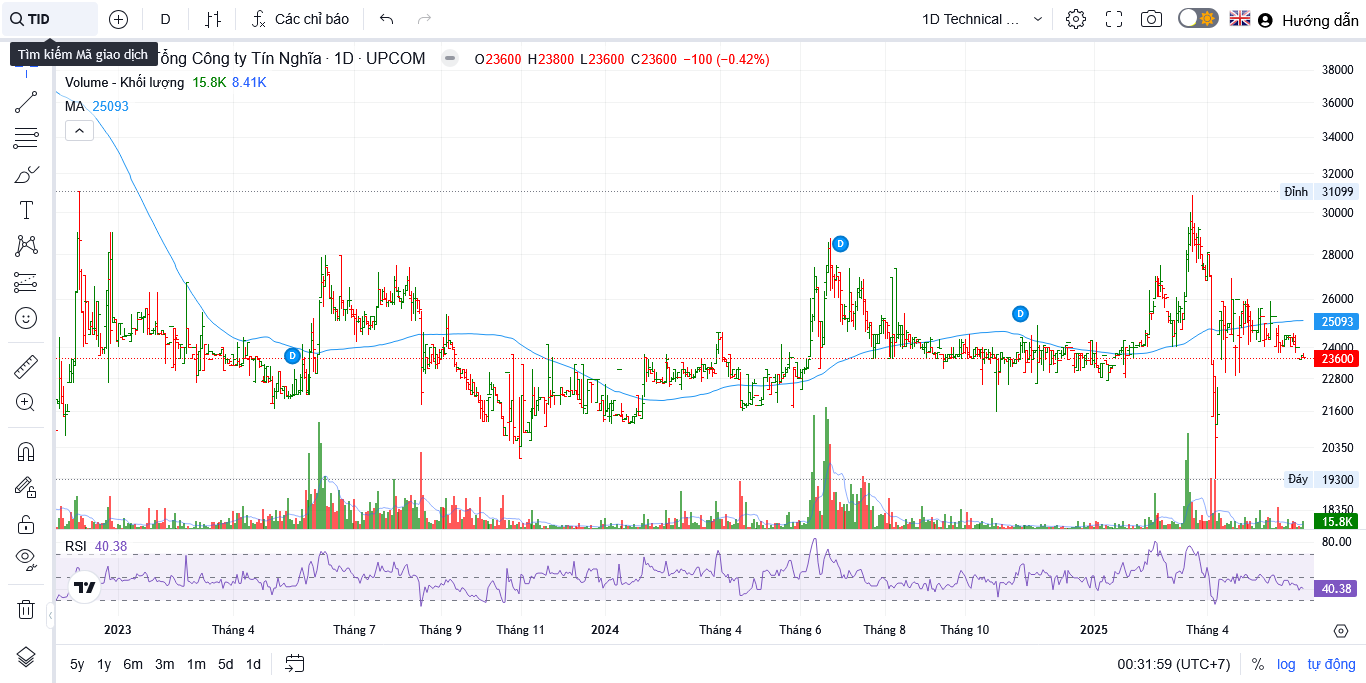 TID
D
Các chỉ báo
1D Technical ...
Hướng dẫn
Tìm kiếm Mã giao dịch
Tổng Công ty Tín Nghĩa · 1D · UPCOM
O23600 H23800 L23600 C23600 −100 (−0.42%)
Volume - Khối lượng 15.8K 8.41K
MA 25093
38000
36000
34000
32000
Đỉnh 31099
30000
28000
26000
25093
24000
23600
22800
21600
20350
Đáy 19300
18350
15.8K
D
D
D
RSI 40.38
80.00
40.38
2023
Tháng 4
Tháng 7
Tháng 9
Tháng 11
2024
Tháng 4
Tháng 6
Tháng 8
Tháng 10
2025
Tháng 4
5y 1y 6m 3m 1m 5d 1d
00:31:59 (UTC+7)
% log tự động